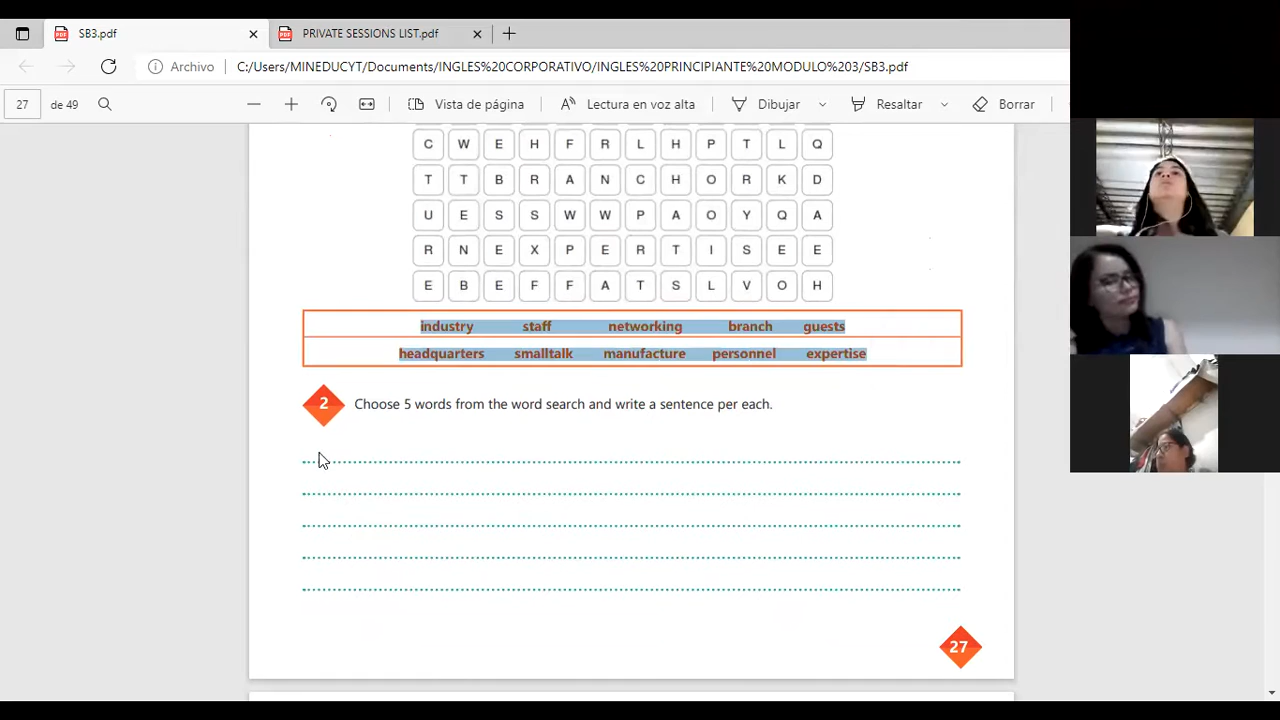 SB3.pdf
PRIVATE SESSIONS LIST.pdf
Archivo
C:/Users/MINEDUCYT/Documents/INGLES%20CORPORATIVO/INGLES%20PRINCIPIANTE%20MODULO%203/SB3.pdf
27
de 49
Vista de página
Lectura en voz alta
Dibujar
Resaltar
Borrar
C W E H F R L H P T L Q
T T B R A N C H O R K D
U E S S W W P A O Y Q A
R N E X P E R T I S E E
E B E F F A T S L V O H
industry staff networking branch guests
headquarters smalltalk manufacture personnel expertise
2 Choose 5 words from the word search and write a sentence per each.
27